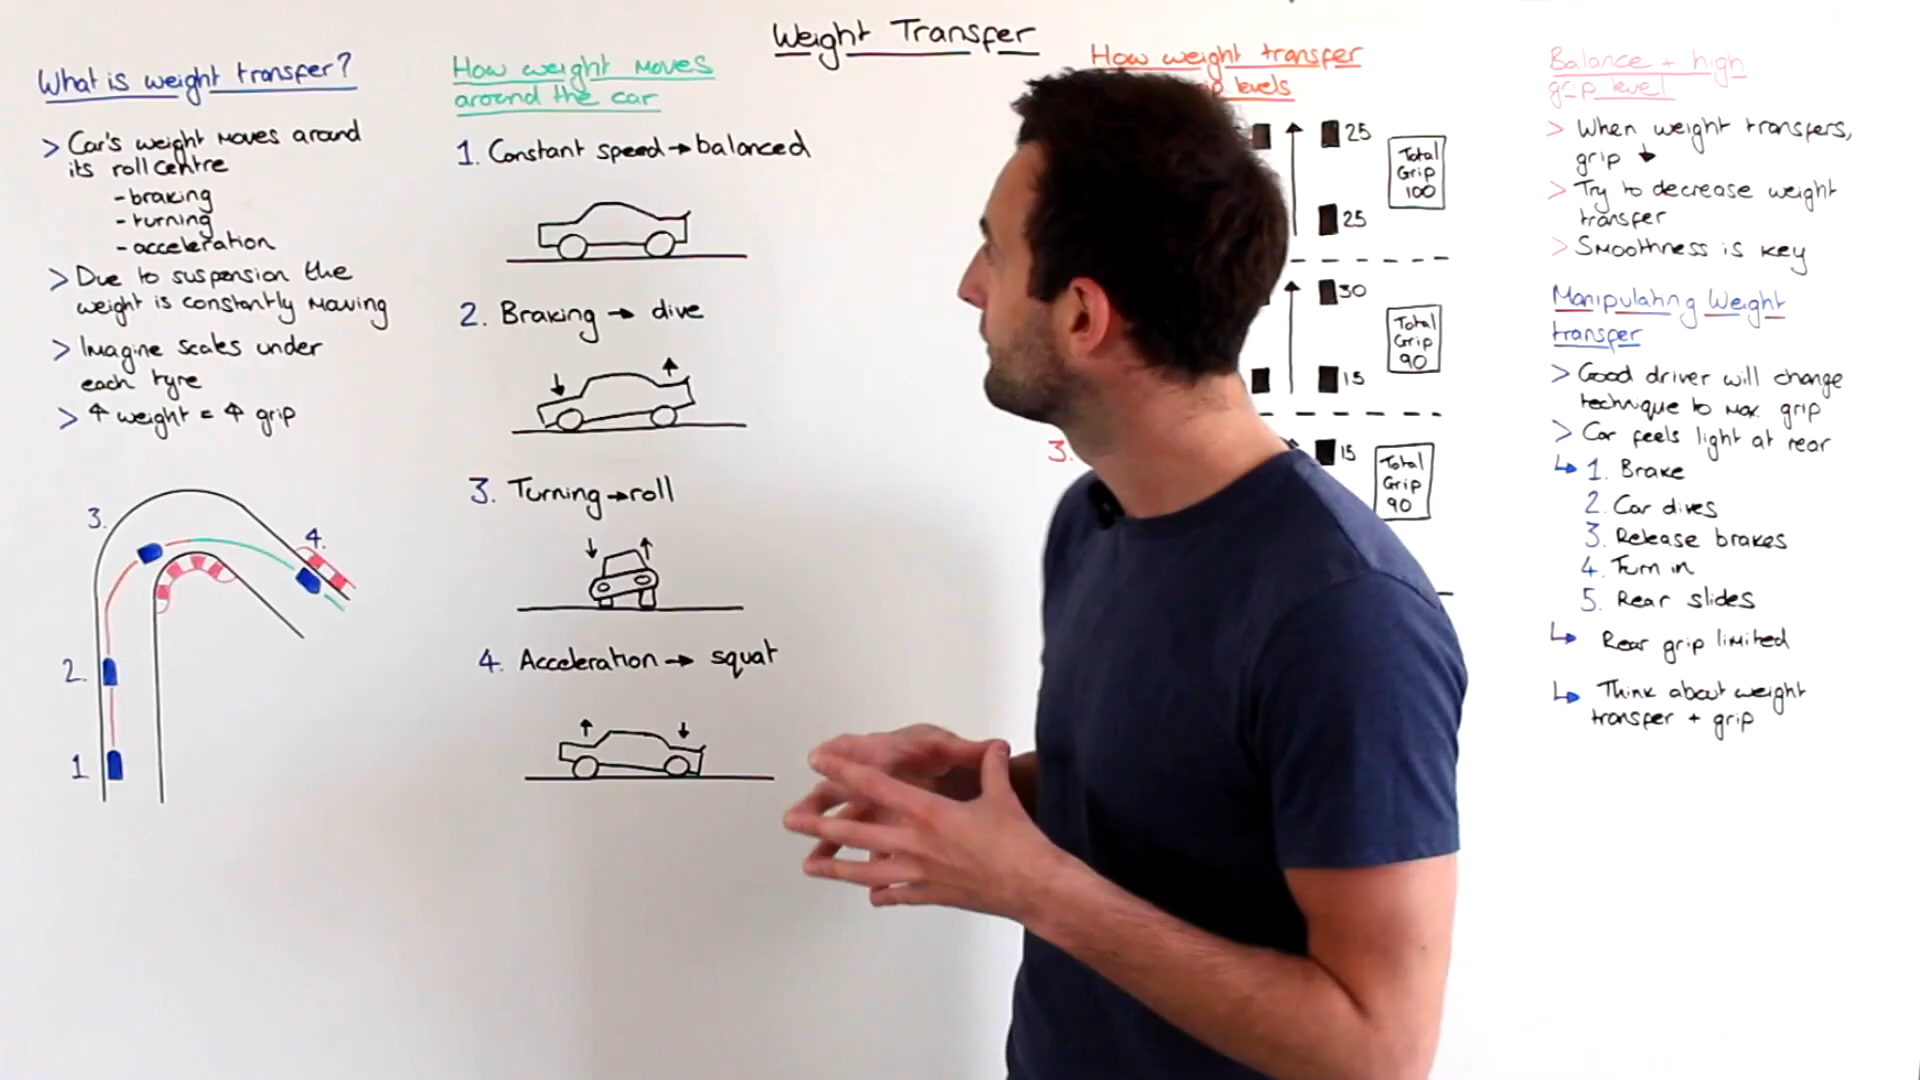 Weight Transfer
What is weight transfer?
> Car's weight moves around
its roll centre
- braking
- turning
- acceleration
> Due to suspension the
weight is constantly moving
> Imagine scales under
each tyre
> ↑ weight = ↑ grip
3.
4.
2.
1
How weight moves
around the car
1. Constant speed → balanced
2. Braking → dive
3. Turning → roll
4. Acceleration → squat
How weight transfer
levels
25
Total
Grip
100
25
30
Total
Grip
90
15
3.
15
Total
Grip
90
Balance + high
grip level
> When weight transfers,
grip ↓
> Try to decrease weight
transfer
> Smoothness is key
Manipulating Weight
transfer
> Good driver will change
technique to max. grip
> Car feels light at rear
↳ 1. Brake
2. Car dives
3. Release brakes
4. Turn in
5. Rear slides
↳ Rear grip limited
↳ Think about weight
transfer + grip